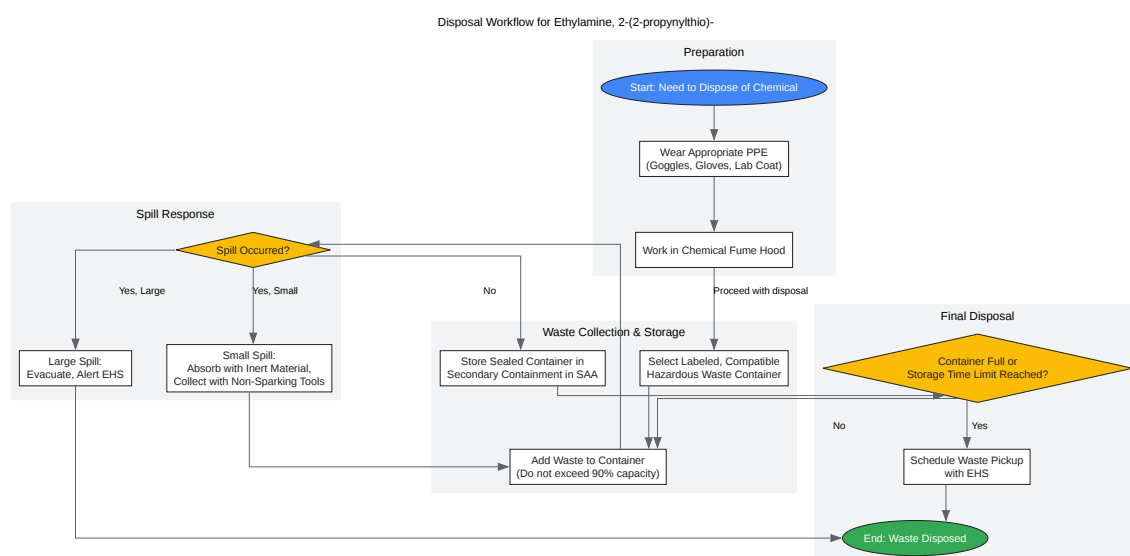 Disposal Workflow for Ethylamine, 2-(2-propynylthio)-
Preparation
Start: Need to Dispose of Chemical
Wear Appropriate PPE
(Goggles, Gloves, Lab Coat)
Work in Chemical Fume Hood
Proceed with disposal
Spill Response
Spill Occurred?
Yes, Large
Yes, Small
No
Large Spill:
Evacuate, Alert EHS
Small Spill:
Absorb with Inert Material,
Collect with Non-Sparking Tools
Waste Collection & Storage
Store Sealed Container in
Secondary Containment in SAA
Select Labeled, Compatible
Hazardous Waste Container
Add Waste to Container
(Do not exceed 90% capacity)
Final Disposal
Container Full or
Storage Time Limit Reached?
No
Yes
Schedule Waste Pickup
with EHS
End: Waste Disposed